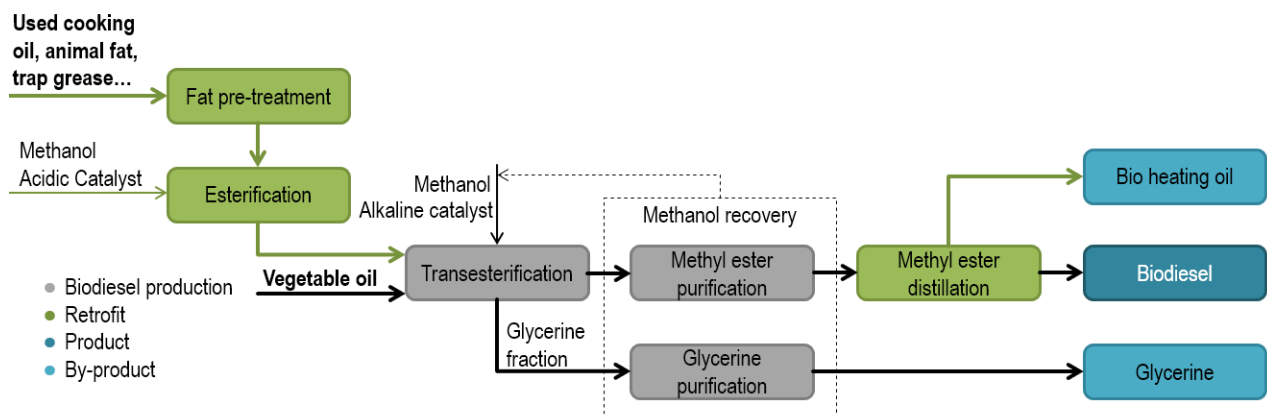 Used cooking
oil, animal fat,
trap grease…
Fat pre-treatment
Methanol
Acidic Catalyst
Esterification
Methanol
Alkaline catalyst
Methanol recovery
Bio heating oil
Vegetable oil
Transesterification
Methyl ester
purification
Methyl ester
distillation
Biodiesel
Biodiesel production
Retrofit
Product
By-product
Glycerine
fraction
Glycerine
purification
Glycerine